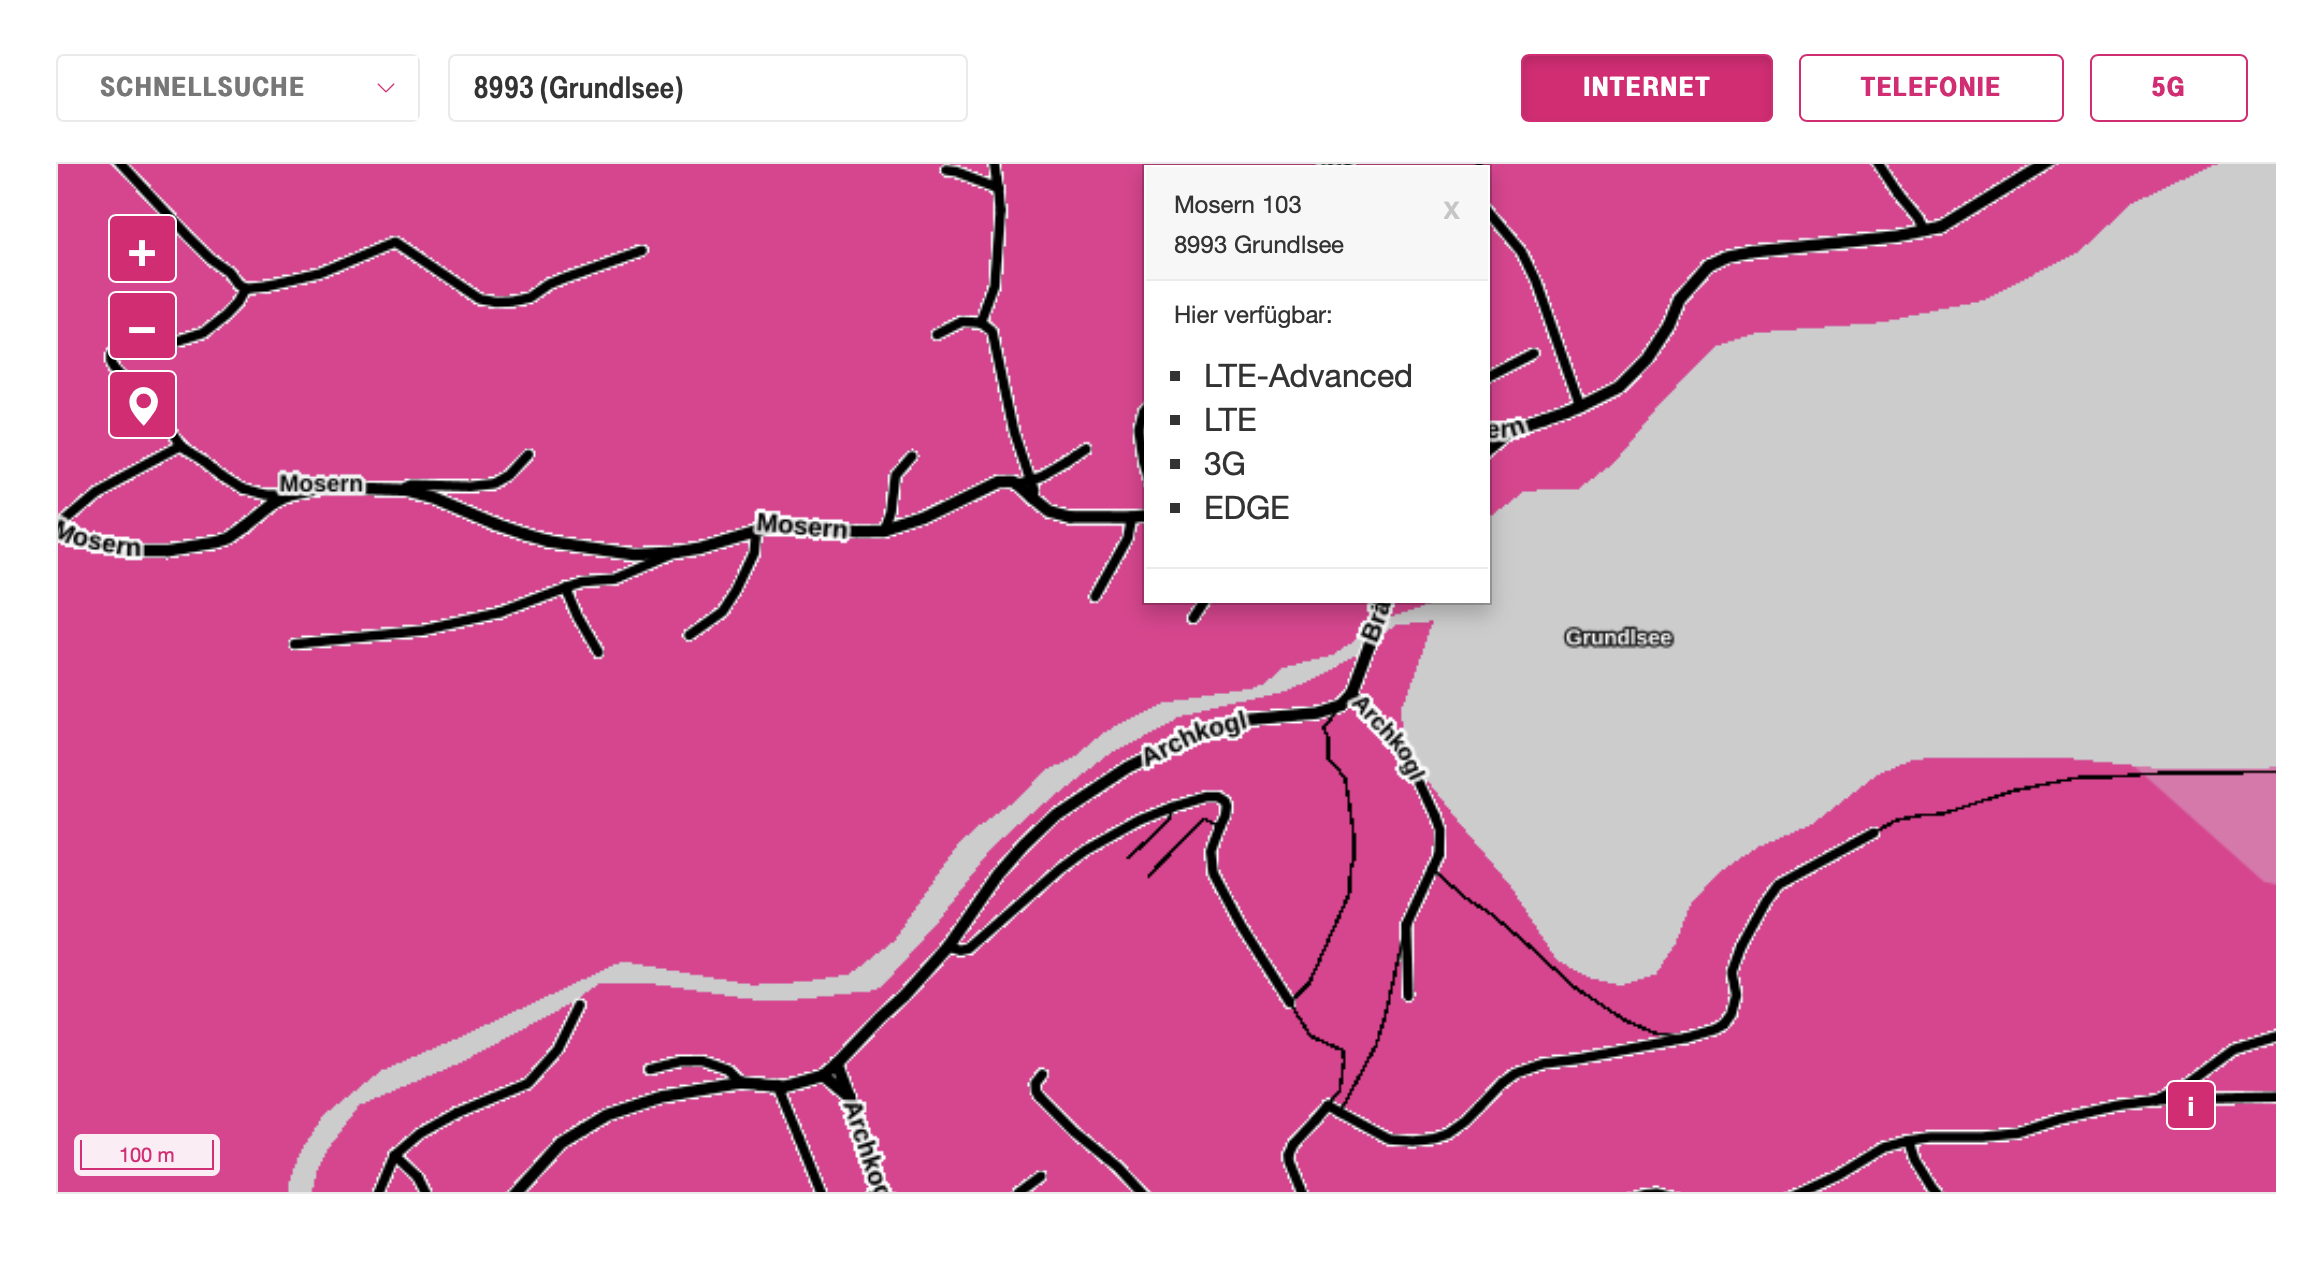 SCHNELLSUCHE
8993 (Grundlsee)
INTERNET
TELEFONIE
5G
Mosern 103
8993 Grundlsee
x
Hier verfügbar:
LTE-Advanced
LTE
3G
EDGE
+
−
Mosern
Mosern
Mosern
ern
Brä
Grundlsee
Archkogl
Archkogl
Archkog
100 m
i